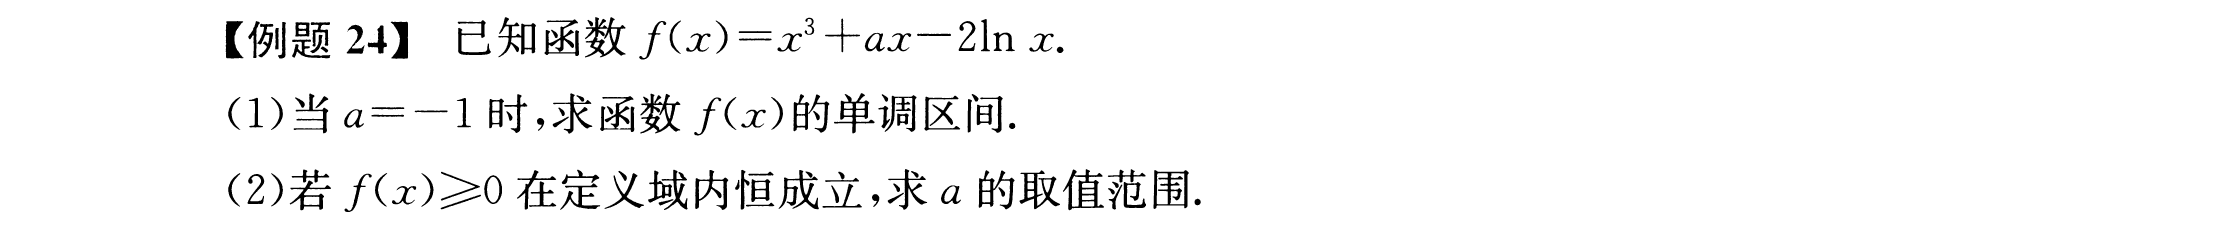 【例题 24】 已知函数 f(x)=x³+ax-2ln x.
(1)当 a=-1 时,求函数 f(x)的单调区间.
(2)若 f(x)⩾0 在定义域内恒成立,求 a 的取值范围.